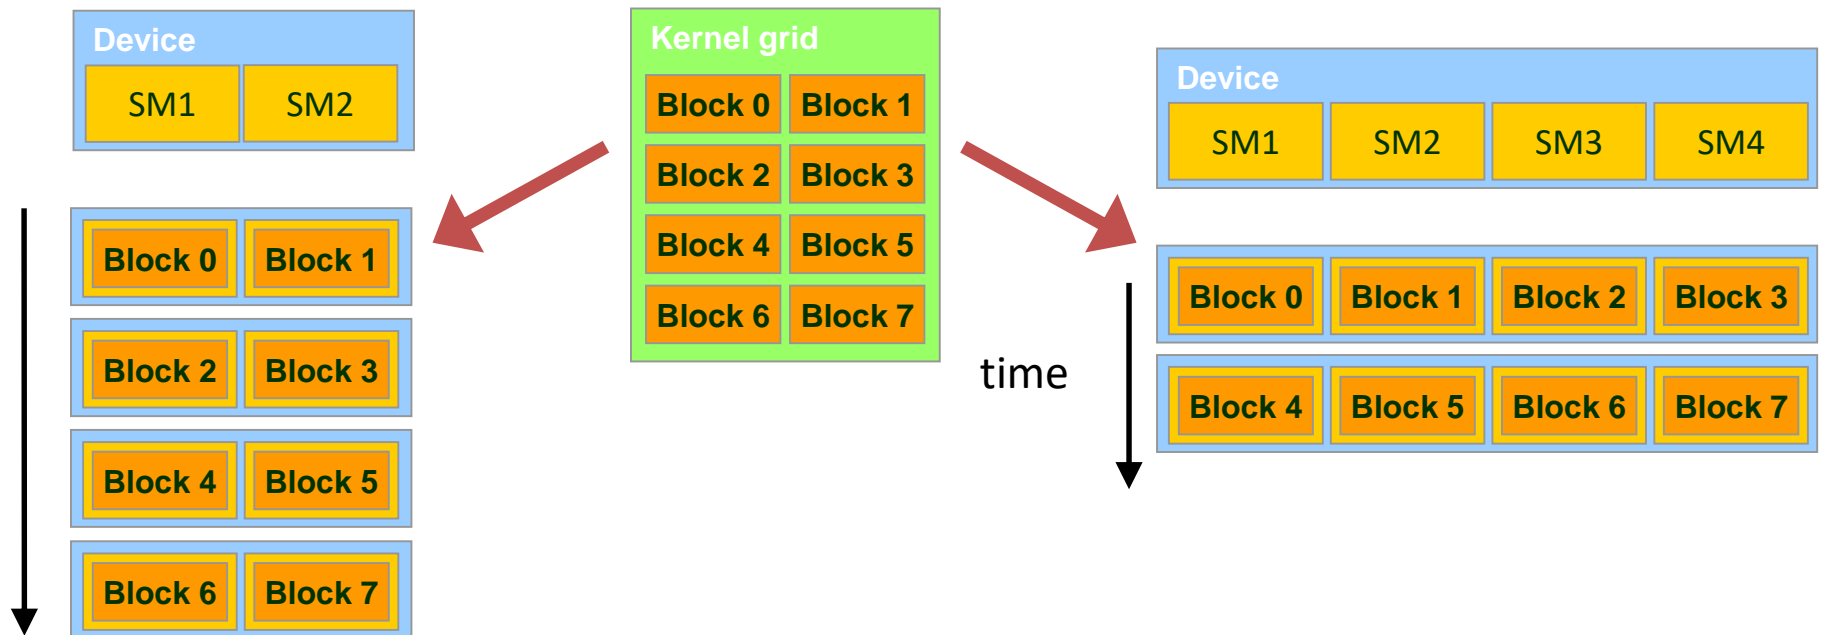 Device
SM1 SM2
Block 0 Block 1
Block 2 Block 3
Block 4 Block 5
Block 6 Block 7
Kernel grid
Block 0 Block 1
Block 2 Block 3
Block 4 Block 5
Block 6 Block 7
time
Device
SM1 SM2 SM3 SM4
Block 0 Block 1 Block 2 Block 3
Block 4 Block 5 Block 6 Block 7